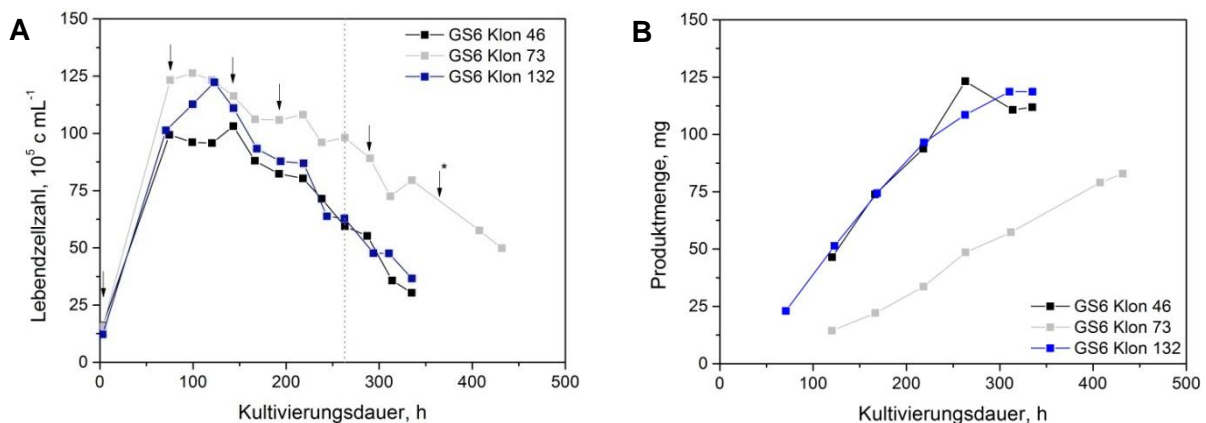 A
150
125
100
75
50
25
0
Lebendzellzahl, 10⁵ c mL⁻¹
GS6 Klon 46
GS6 Klon 73
GS6 Klon 132
*
0 100 200 300 400 500
Kultivierungsdauer, h
B
150
125
100
75
50
25
0
Produktmenge, mg
GS6 Klon 46
GS6 Klon 73
GS6 Klon 132
0 100 200 300 400 500
Kultivierungsdauer, h